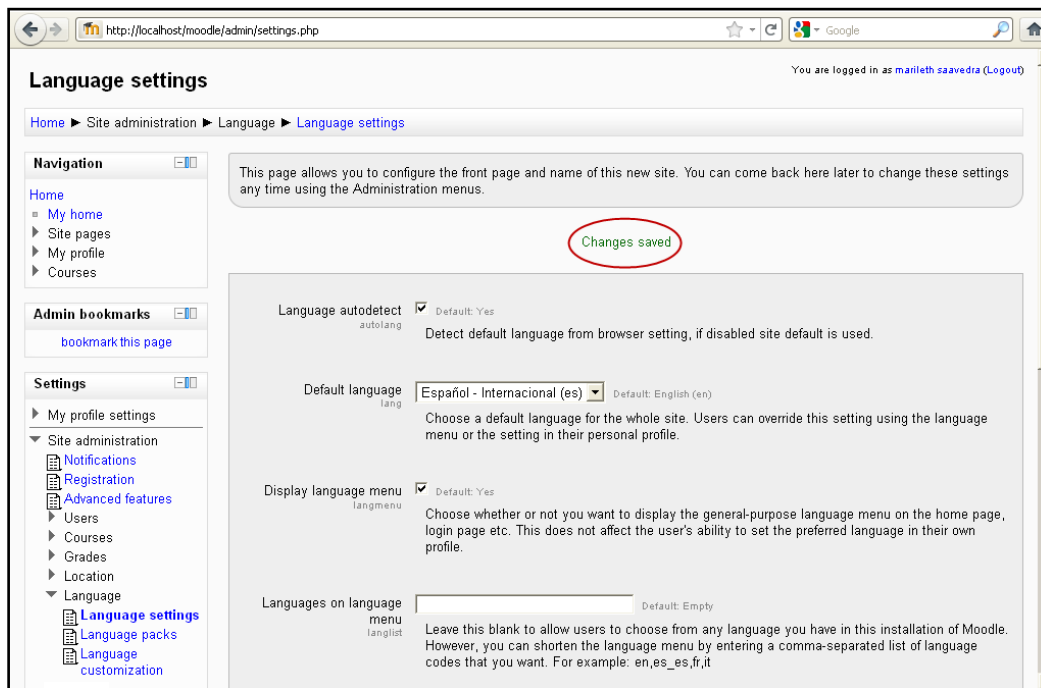 http://localhost/moodle/admin/settings.php
Google
Language settings
You are logged in as marileth saavedra (Logout)
Home ► Site administration ► Language ► Language settings
Navigation
Home
My home
Site pages
My profile
Courses
Admin bookmarks
bookmark this page
Settings
My profile settings
Site administration
Notifications
Registration
Advanced features
Users
Courses
Grades
Location
Language
Language settings
Language packs
Language
customization
This page allows you to configure the front page and name of this new site. You can come back here later to change these settings
any time using the Administration menus.
Changes saved
Language autodetect
autolang
Default: Yes
Detect default language from browser setting, if disabled site default is used.
Default language
lang
Español - Internacional (es)
Default: English (en)
Choose a default language for the whole site. Users can override this setting using the language
menu or the setting in their personal profile.
Display language menu
langmenu
Default: Yes
Choose whether or not you want to display the general-purpose language menu on the home page,
login page etc. This does not affect the user's ability to set the preferred language in their own
profile.
Languages on language
menu
langlist
Default: Empty
Leave this blank to allow users to choose from any language you have in this installation of Moodle.
However, you can shorten the language menu by entering a comma-separated list of language
codes that you want. For example: en,es_es,fr,it